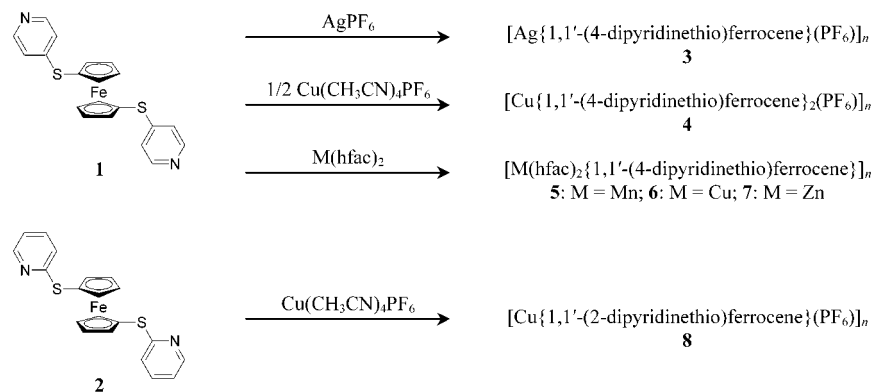 N
S
Fe
S
N
1
AgPF6
[Ag{1,1′-(4-dipyridinethio)ferrocene}(PF6)]n
3
1/2 Cu(CH3CN)4PF6
[Cu{1,1′-(4-dipyridinethio)ferrocene}2(PF6)]n
4
M(hfac)2
[M(hfac)2{1,1′-(4-dipyridinethio)ferrocene}]n
5: M = Mn; 6: M = Cu; 7: M = Zn
N
S
Fe
S
N
2
Cu(CH3CN)4PF6
[Cu{1,1′-(2-dipyridinethio)ferrocene}(PF6)]n
8